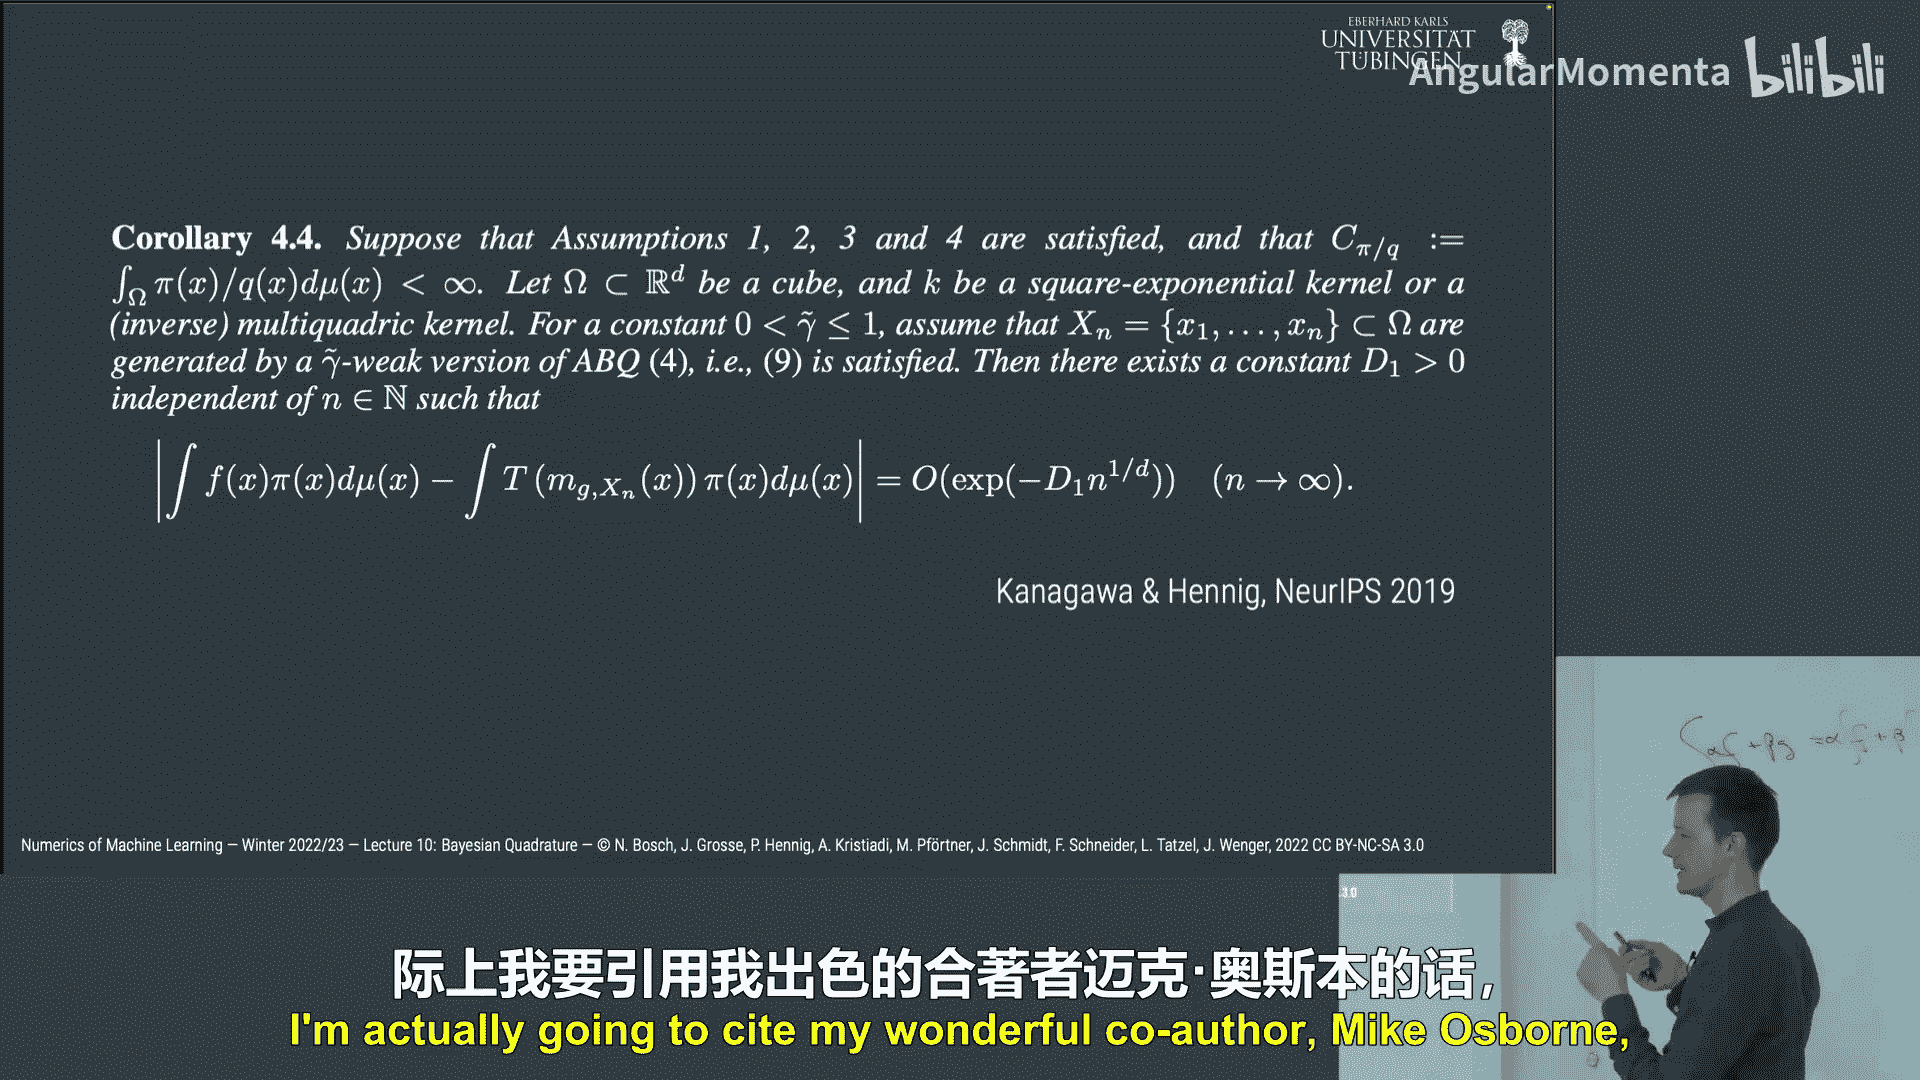 EBERHARD KARLS
UNIVERSITÄT
TÜBINGEN
AngularMomenta bilibili
Corollary 4.4. Suppose that Assumptions 1, 2, 3 and 4 are satisfied, and that C_{π/q} :=
∫_Ω π(x)/q(x)dμ(x) < ∞. Let Ω ⊂ ℝ^d be a cube, and k be a square-exponential kernel or a
(inverse) multiquadric kernel. For a constant 0 < γ̃ ≤ 1, assume that X_n = {x_1, . . . , x_n} ⊂ Ω are
generated by a γ̃-weak version of ABQ (4), i.e., (9) is satisfied. Then there exists a constant D_1 > 0
independent of n ∈ ℕ such that
|∫ f(x)π(x)dμ(x) − ∫ T (m_{g,X_n}(x)) π(x)dμ(x)| = O(exp(−D_1n^{1/d})) (n → ∞).
Kanagawa & Hennig, NeurIPS 2019
Numerics of Machine Learning — Winter 2022/23 — Lecture 10: Bayesian Quadrature — © N. Bosch, J. Grosse, P. Hennig, A. Kristiadi, M. Pförtner, J. Schmidt, F. Schneider, L. Tatzel, J. Wenger, 2022 CC BY-NC-SA 3.0
3.0
际上我要引用我出色的合著者迈克·奥斯本的话，
I'm actually going to cite my wonderful co-author, Mike Osborne,